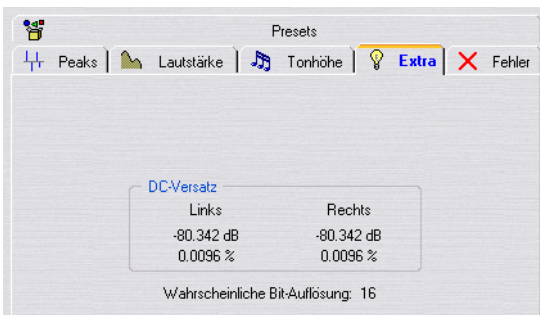 Presets
Peaks Lautstärke Tonhöhe Extra Fehler
DC-Versatz
Links Rechts
-80.342 dB -80.342 dB
0.0096 % 0.0096 %
Wahrscheinliche Bit-Auflösung: 16